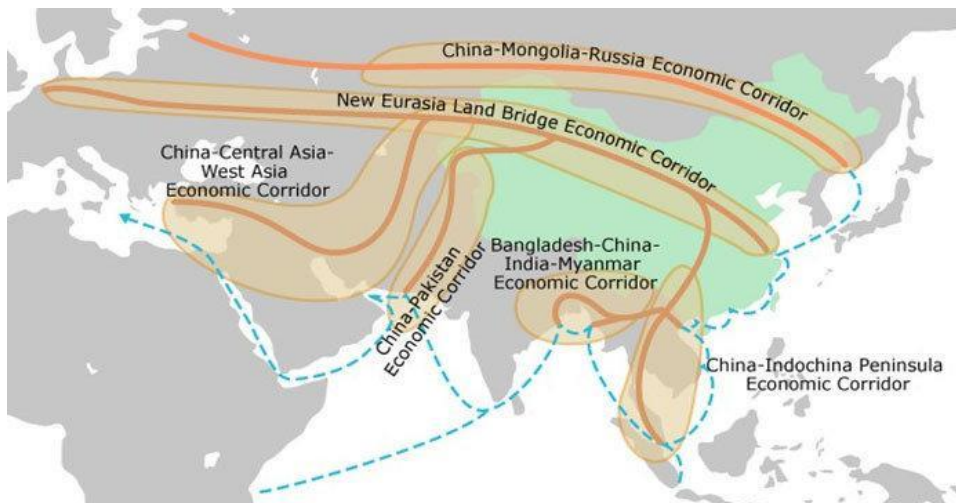 China-Mongolia-Russia Economic Corridor
New Eurasia Land Bridge Economic Corridor
China-Central Asia-
West Asia
Economic Corridor
China-Pakistan
Economic Corridor
Bangladesh-China-
India-Myanmar
Economic Corridor
China-Indochina Peninsula
Economic Corridor